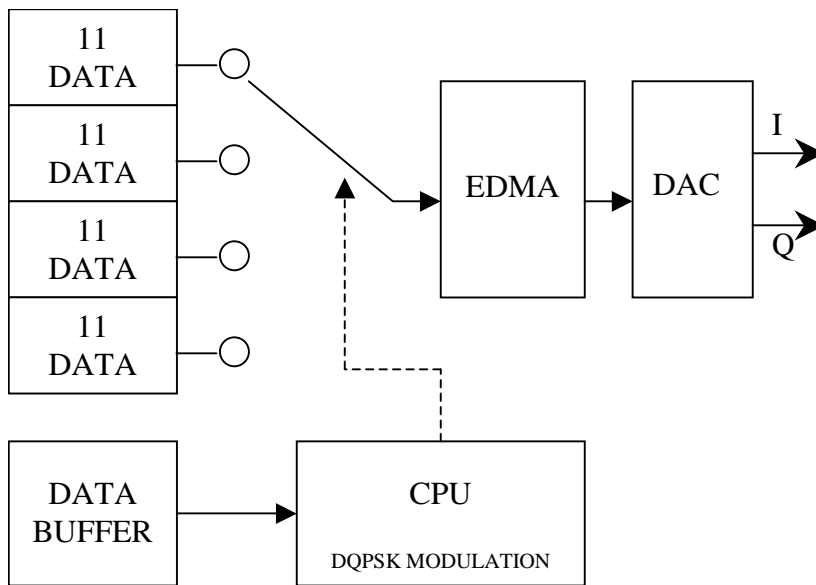 11
DATA
11
DATA
11
DATA
11
DATA
EDMA
DAC
I
Q
DATA
BUFFER
CPU
DQPSK MODULATION